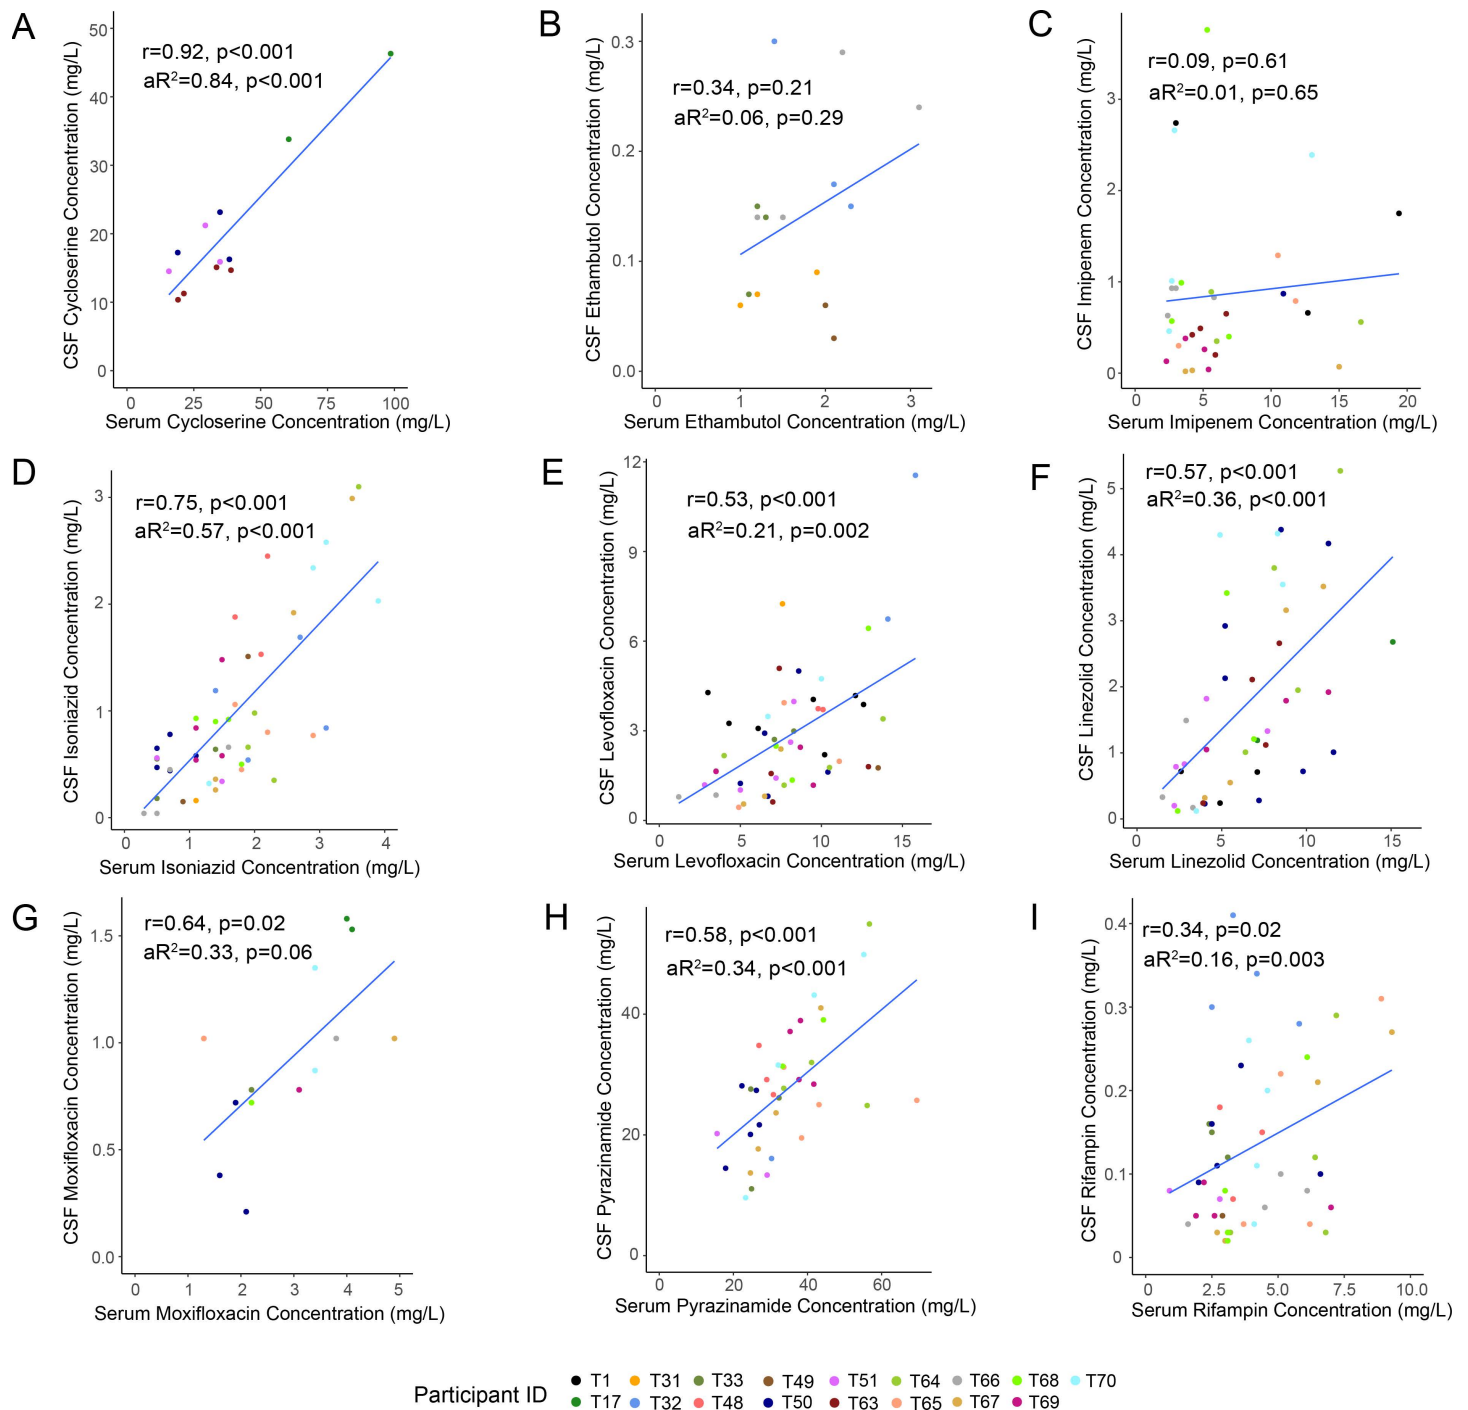 A
r=0.92, p<0.001
aR²=0.84, p<0.001
CSF Cycloserine Concentration (mg/L)
50
40
30
20
10
0
0 25 50 75 100
Serum Cycloserine Concentration (mg/L)
B
r=0.34, p=0.21
aR²=0.06, p=0.29
CSF Ethambutol Concentration (mg/L)
0.3
0.2
0.1
0.0
0 1 2 3
Serum Ethambutol Concentration (mg/L)
C
r=0.09, p=0.61
aR²=0.01, p=0.65
CSF Imipenem Concentration (mg/L)
3
2
1
0
0 5 10 15 20
Serum Imipenem Concentration (mg/L)
D
r=0.75, p<0.001
aR²=0.57, p<0.001
CSF Isoniazid Concentration (mg/L)
3
2
1
0
0 1 2 3 4
Serum Isoniazid Concentration (mg/L)
E
r=0.53, p<0.001
aR²=0.21, p=0.002
CSF Levofloxacin Concentration (mg/L)
12
9
6
3
0
0 5 10 15
Serum Levofloxacin Concentration (mg/L)
F
r=0.57, p<0.001
aR²=0.36, p<0.001
CSF Linezolid Concentration (mg/L)
5
4
3
2
1
0
0 5 10 15
Serum Linezolid Concentration (mg/L)
G
r=0.64, p=0.02
aR²=0.33, p=0.06
CSF Moxifloxacin Concentration (mg/L)
1.5
1.0
0.5
0.0
0 1 2 3 4 5
Serum Moxifloxacin Concentration (mg/L)
H
r=0.58, p<0.001
aR²=0.34, p<0.001
CSF Pyrazinamide Concentration (mg/L)
40
20
0
0 20 40 60
Serum Pyrazinamide Concentration (mg/L)
I
r=0.34, p=0.02
aR²=0.16, p=0.003
CSF Rifampin Concentration (mg/L)
0.4
0.3
0.2
0.1
0
0 2.5 5.0 7.5 10.0
Serum Rifampin Concentration (mg/L)
Participant ID
T1 T31 T33 T49 T51 T64 T66 T68 T70
T17 T32 T48 T50 T63 T65 T67 T69